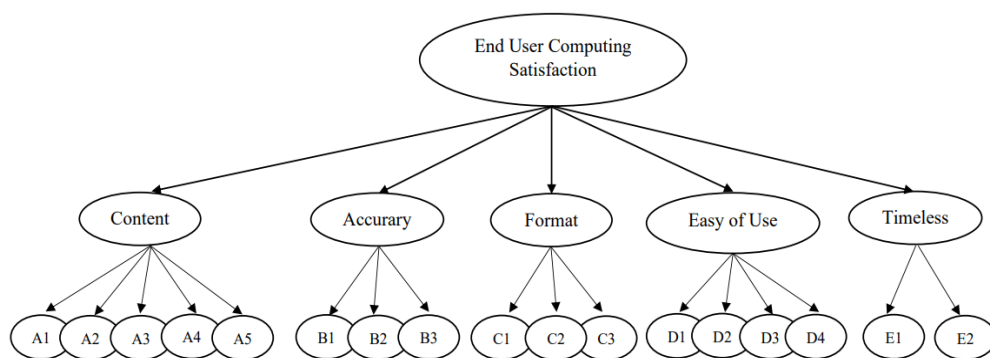 End User Computing
Satisfaction
Content
Accurary
Format
Easy of Use
Timeless
A1
A2
A3
A4
A5
B1
B2
B3
C1
C2
C3
D1
D2
D3
D4
E1
E2